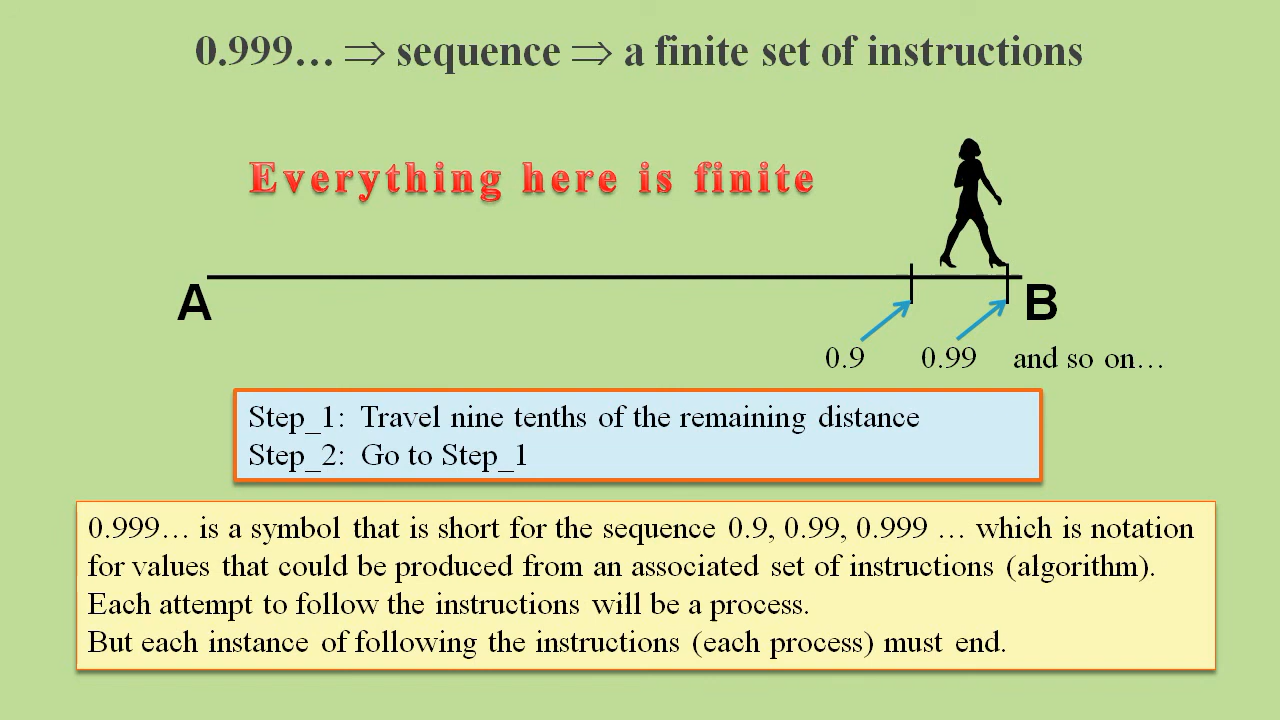 0.999… ⇒ sequence ⇒ a finite set of instructions
Everything here is finite
A
B
0.9 0.99 and so on…
Step_1: Travel nine tenths of the remaining distance
Step_2: Go to Step_1
0.999… is a symbol that is short for the sequence 0.9, 0.99, 0.999 … which is notation
for values that could be produced from an associated set of instructions (algorithm).
Each attempt to follow the instructions will be a process.
But each instance of following the instructions (each process) must end.